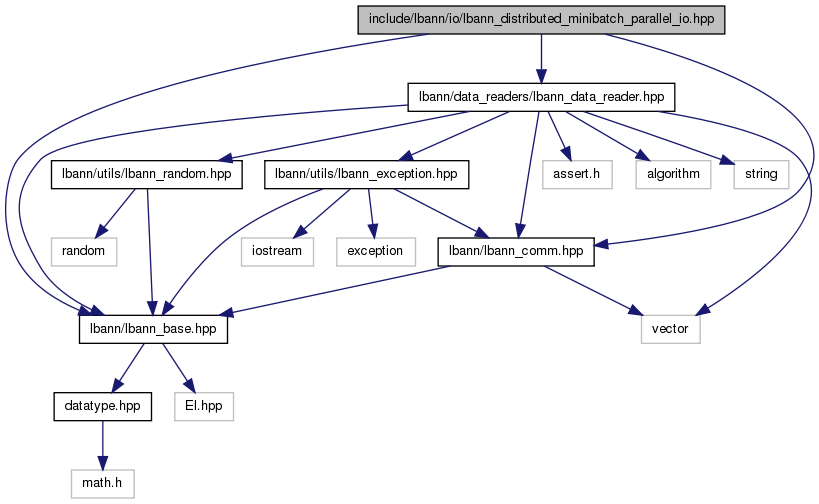 include/lbann/io/lbann_distributed_minibatch_parallel_io.hpp
lbann/data_readers/lbann_data_reader.hpp
lbann/utils/lbann_random.hpp
lbann/utils/lbann_exception.hpp
assert.h
algorithm
string
random
iostream
exception
lbann/lbann_comm.hpp
lbann/lbann_base.hpp
vector
datatype.hpp
El.hpp
math.h